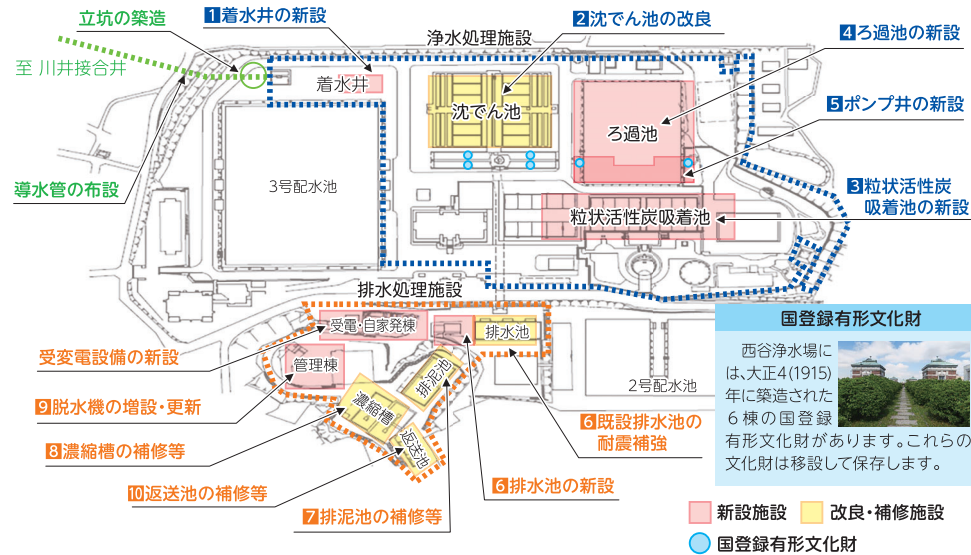 立坑の築造
1着水井の新設
2沈でん池の改良
浄水処理施設
4ろ過池の新設
至 川井接合井
着水井
沈でん池
ろ過池
5ポンプ井の新設
導水管の布設
3号配水池
粒状活性炭吸着池
3粒状活性炭
吸着池の新設
排水処理施設
受電・自家発棟
排水池
受変電設備の新設
管理棟
排泥池
2号配水池
9脱水機の増設・更新
濃縮槽
6既設排水池の
耐震補強
8濃縮槽の補修等
返送池
10返送池の補修等
6排水池の新設
7排泥池の補修等
国登録有形文化財
西谷浄水場に
は、大正4(1915)
年に築造された
6棟の国登録
有形文化財があります。これらの
文化財は移設して保存します。
新設施設
改良・補修施設
国登録有形文化財